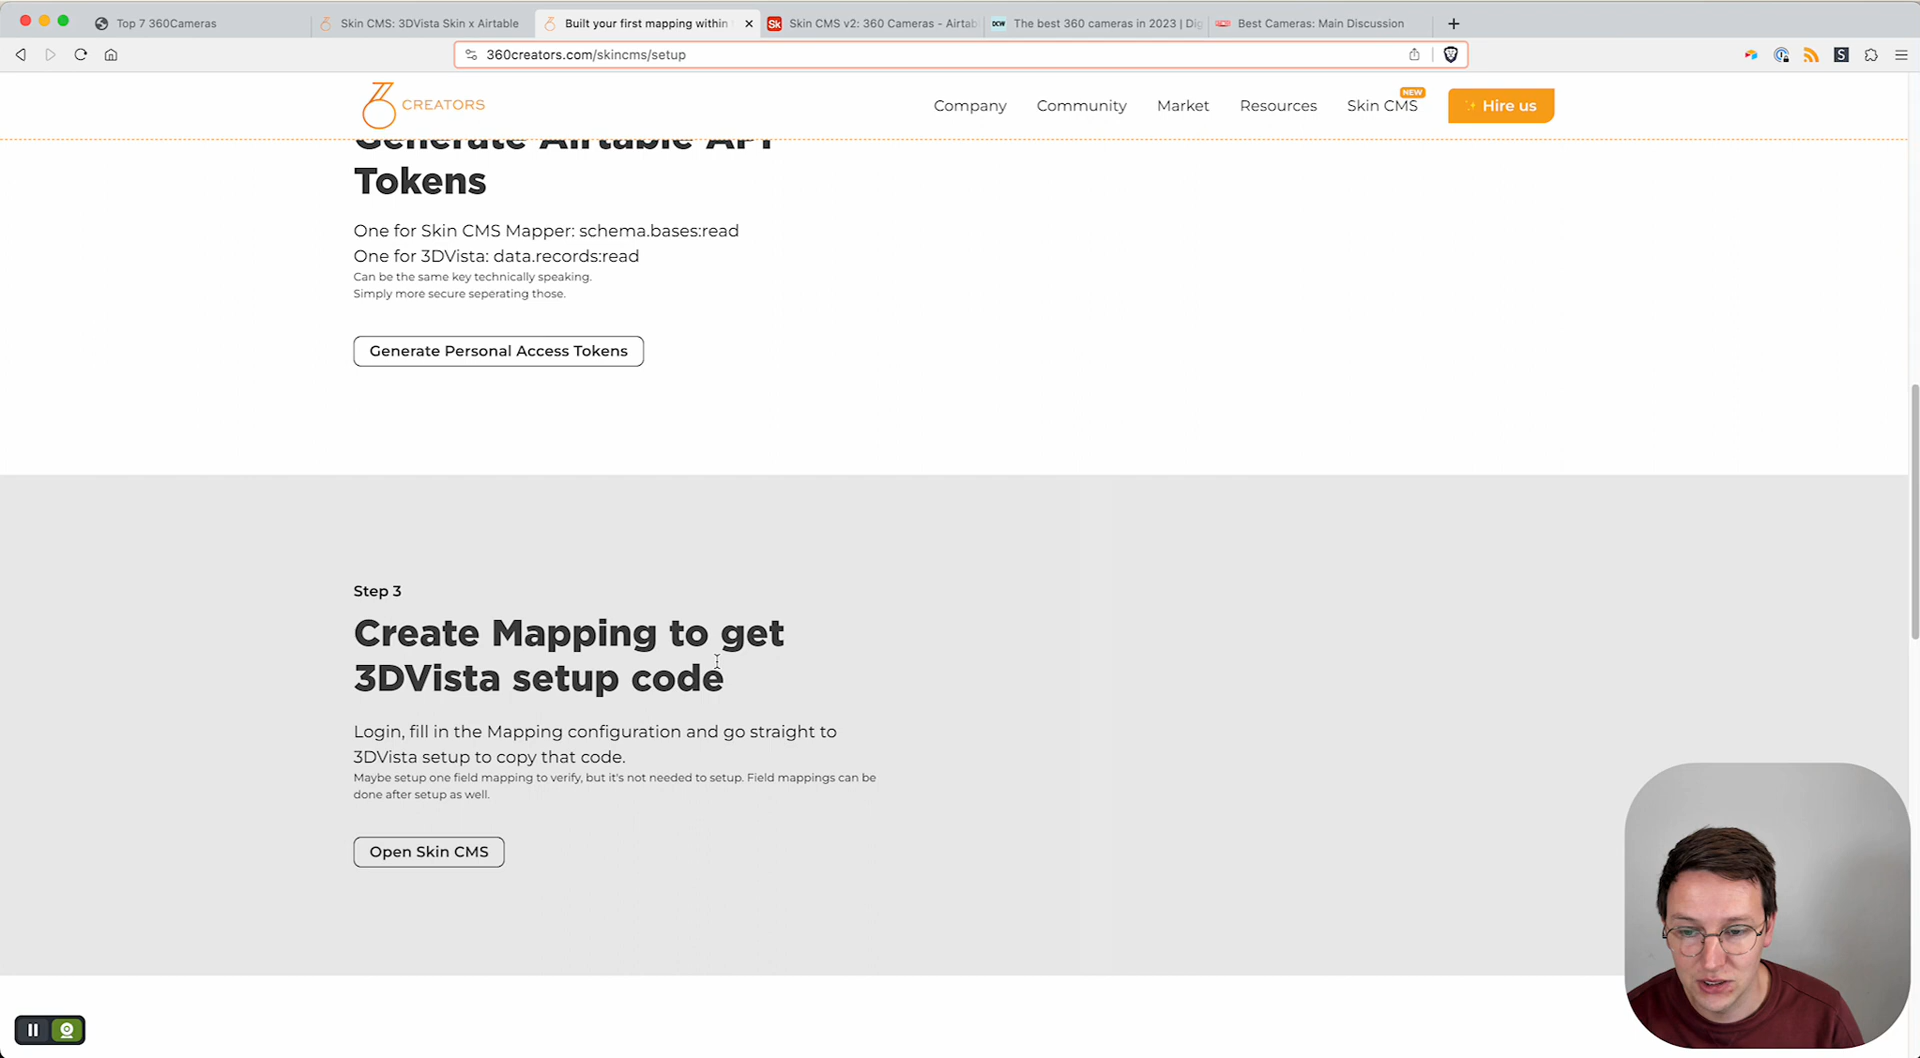 Top 7 360Cameras
Skin CMS: 3DVista Skin x Airtable
Built your first mapping within
Skin CMS v2: 360 Cameras - Airtab
The best 360 cameras in 2023 | Dig
Best Cameras: Main Discussion
360creators.com/skincms/setup
CREATORS
Company
Community
Market
Resources
Skin CMS
NEW
Hire us
Generate Airtable API
Tokens
One for Skin CMS Mapper: schema.bases:read
One for 3DVista: data.records:read
Can be the same key technically speaking.
Simply more secure seperating those.
Generate Personal Access Tokens
Step 3
Create Mapping to get
3DVista setup code
Login, fill in the Mapping configuration and go straight to
3DVista setup to copy that code.
Maybe setup one field mapping to verify, but it's not needed to setup. Field mappings can be
done after setup as well.
Open Skin CMS